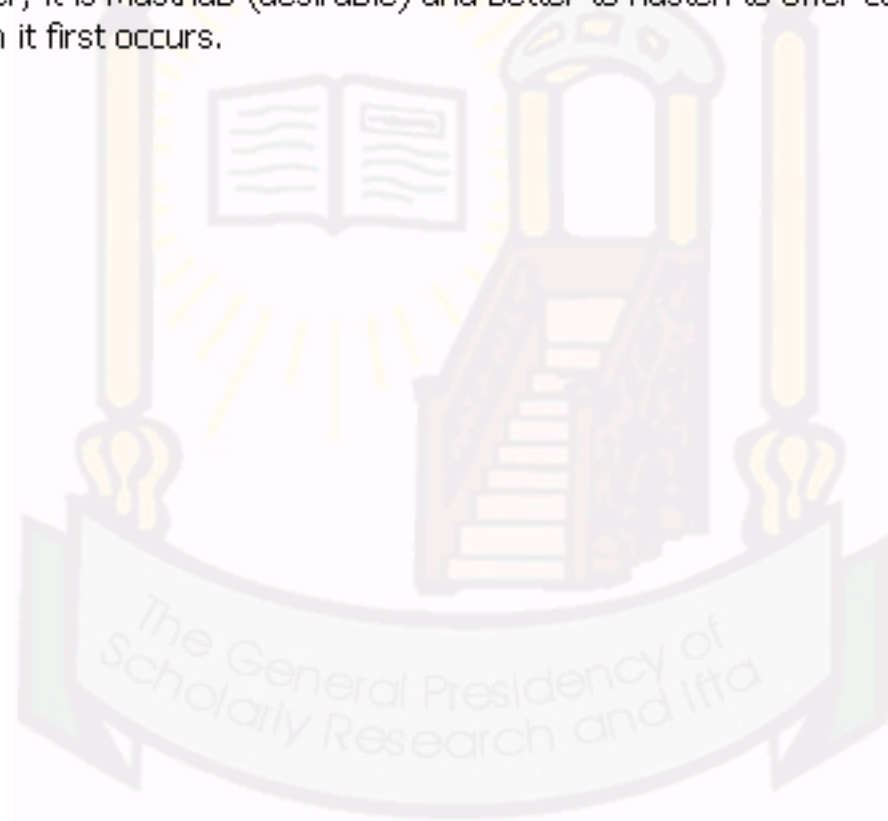 it is Musthab (desirable) and better to hasten to offer
it first occurs.
The General Presidency of
Scholarly Research and Ifta